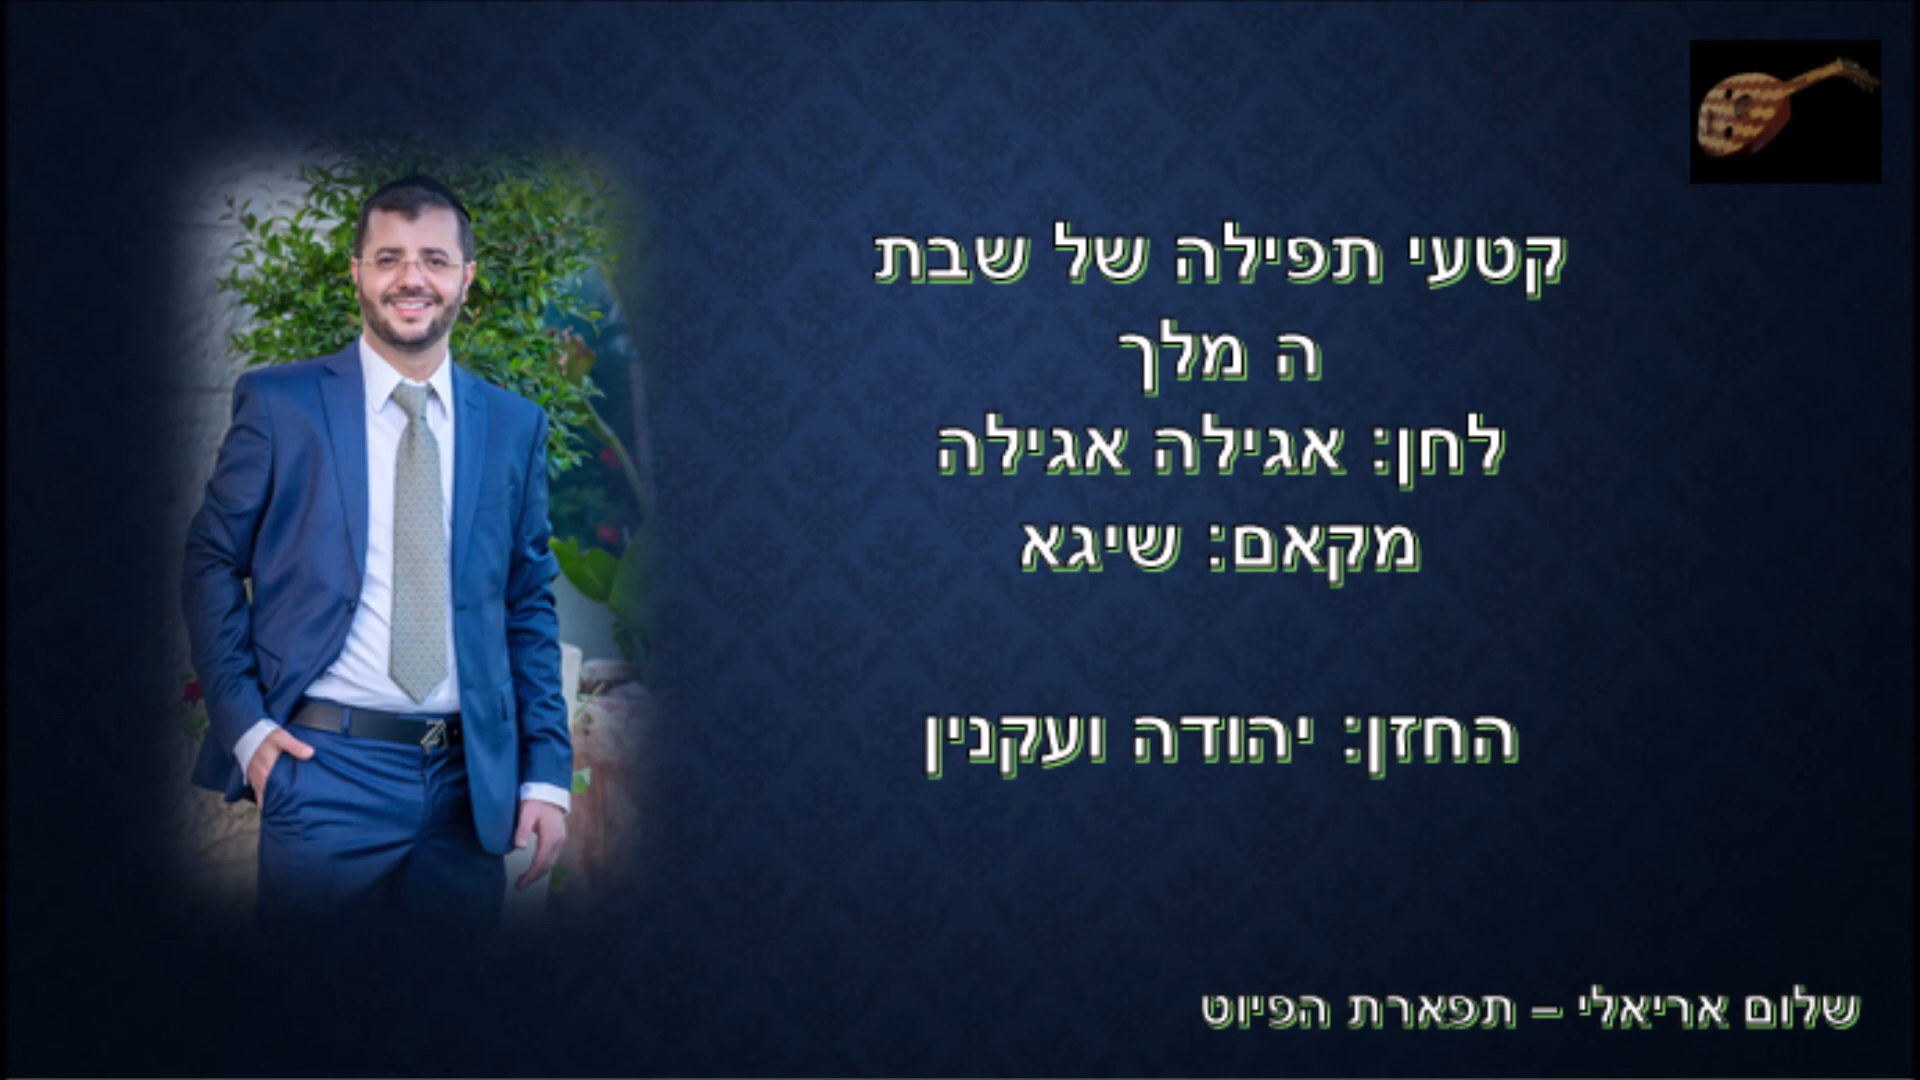 קטעי תפילה של שבת
ה מלך
לחן: אגילה אגילה
מקאם: שיגא
החזן: יהודה ועקנין
שלום אריאלי – תפארת הפיוט